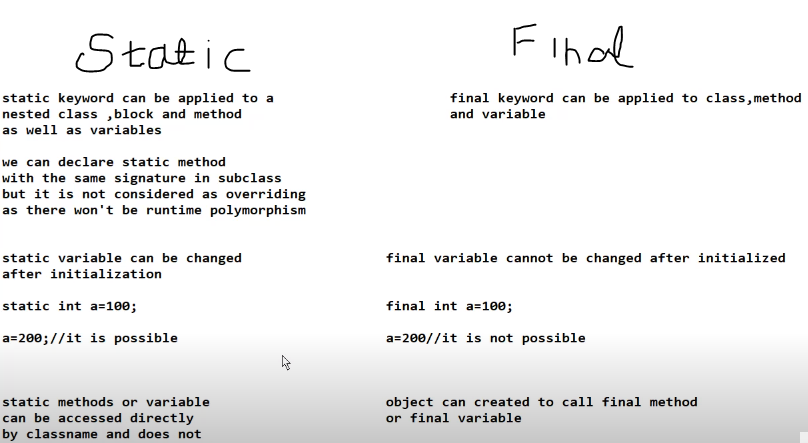 Static
Final
static keyword can be applied to a
nested class ,block and method
as well as variables
final keyword can be applied to class,method
and variable
we can declare static method
with the same signature in subclass
but it is not considered as overriding
as there won't be runtime polymorphism
static variable can be changed
after initialization
final variable cannot be changed after initialized
static int a=100;
final int a=100;
a=200;//it is possible
a=200//it is not possible
static methods or variable
can be accessed directly
by classname and does not
object can created to call final method
or final variable